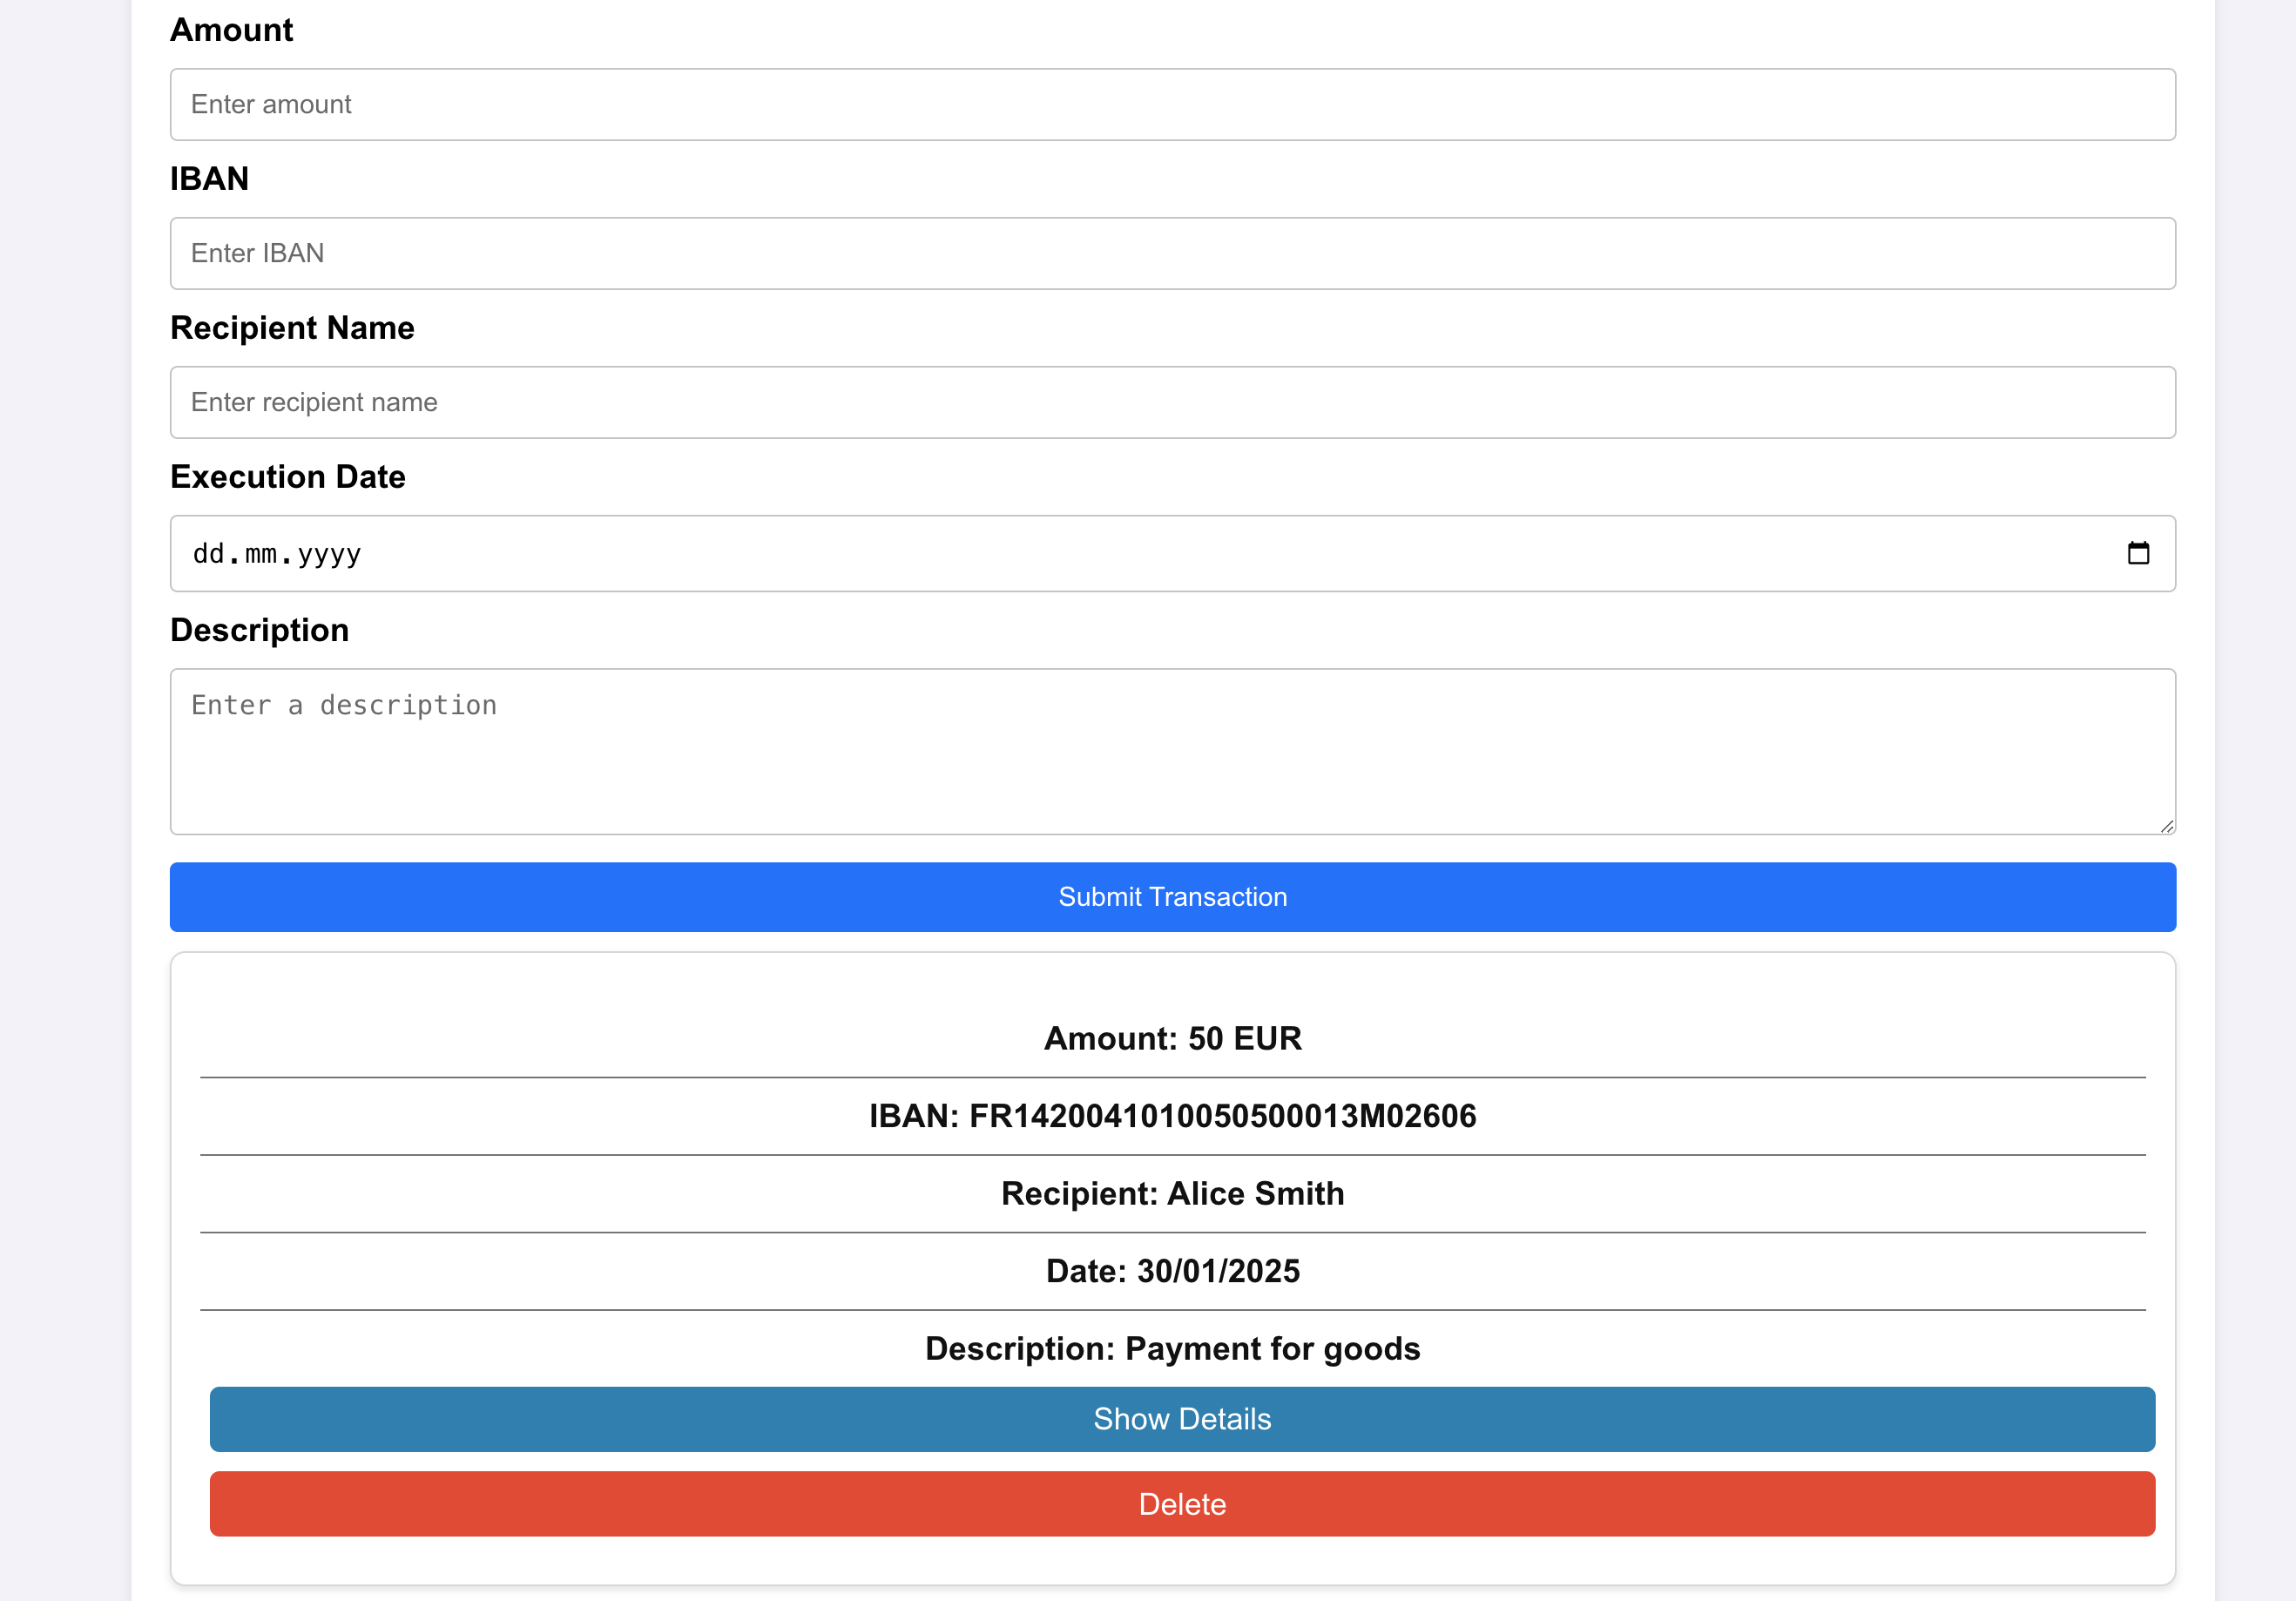 Amount
Enter amount
IBAN
Enter IBAN
Recipient Name
Enter recipient name
Execution Date
dd.mm.yyyy
Description
Enter a description
Submit Transaction
Amount: 50 EUR
IBAN: FR1420041010050500013M02606
Recipient: Alice Smith
Date: 30/01/2025
Description: Payment for goods
Show Details
Delete